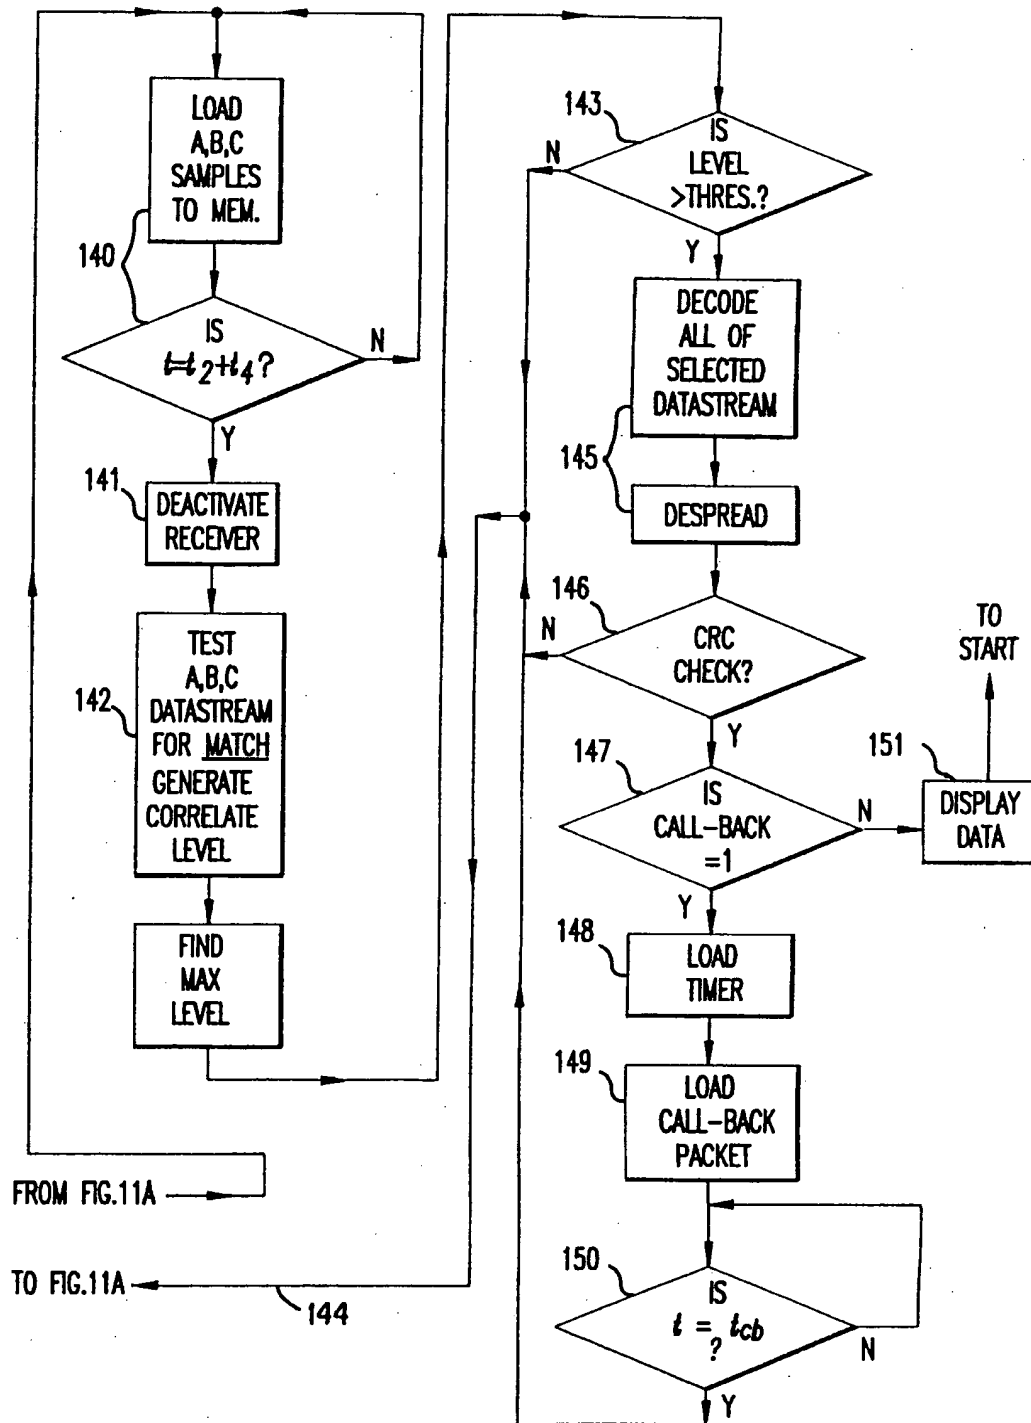 LOAD
A,B,C
SAMPLES
TO MEM.
140
IS
t=t2+t4?
N
Y
141
DEACTIVATE
RECEIVER
142
TEST
A,B,C
DATASTREAM
FOR MATCH
GENERATE
CORRELATE
LEVEL
FIND
MAX
LEVEL
FROM FIG.11A
TO FIG.11A
144
143
IS
LEVEL
>THRES.?
N
Y
DECODE
ALL OF
SELECTED
DATASTREAM
145
DESPREAD
146
CRC
CHECK?
N
Y
147
IS
CALL-BACK
=1
N
Y
151
DISPLAY
DATA
TO
START
148
LOAD
TIMER
149
LOAD
CALL-BACK
PACKET
150
IS
t = tcb
?
N
Y